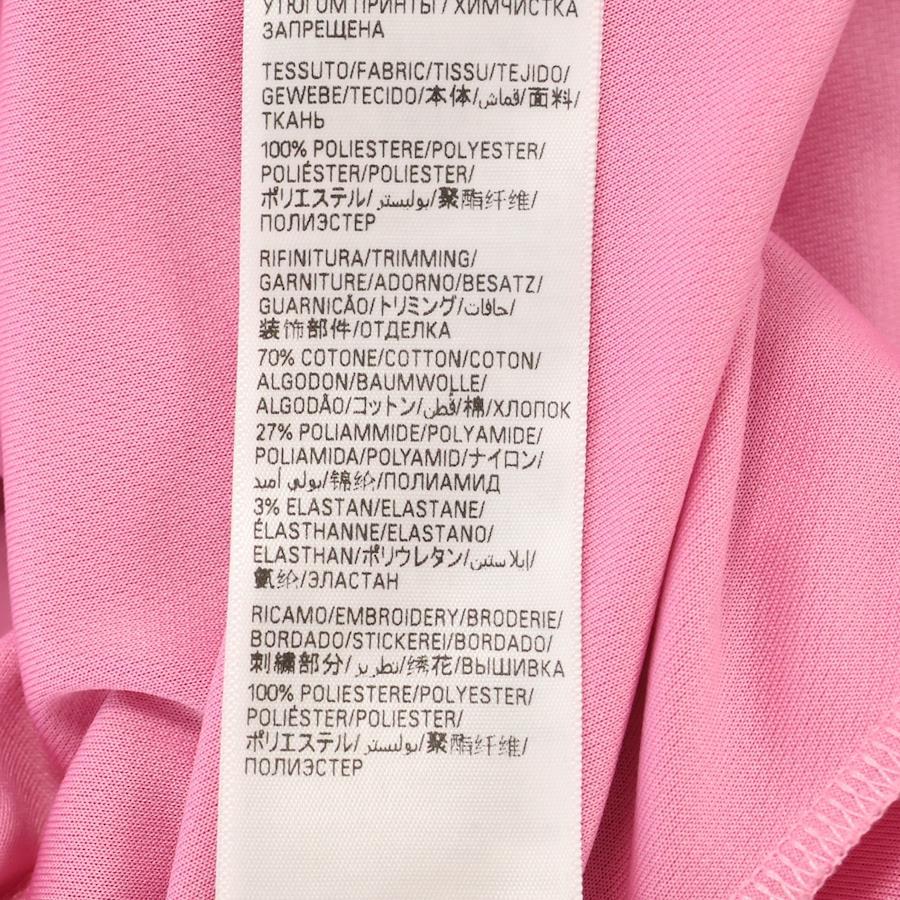 УТЮГОМ ПРИНТЫ / ХИМЧИСТКА
ЗАПРЕЩЕНА
TESSUTO/FABRIC/TISSU/TEJIDO/
GEWEBE/TECIDO/本体/قماش/面料/
ТКАНЬ
100% POLIESTERE/POLYESTER/
POLIÉSTER/POLIESTER/
ポリエステル/بوليستر/聚酯纤维/
ПОЛИЭСТЕР
RIFINITURA/TRIMMING/
GARNITURE/ADORNO/BESATZ/
GUARNICÃO/トリミング/حافات/
装饰部件/ОТДЕЛКА
70% COTONE/COTTON/COTON/
ALGODON/BAUMWOLLE/
ALGODÃO/コットン/قُطن/棉/ХЛОПОК
27% POLIAMMIDE/POLYAMIDE/
POLIAMIDA/POLYAMID/ナイロン/
بولي أميد/锦纶/ПОЛИАМИД
3% ELASTAN/ELASTANE/
ÉLASTHANNE/ELASTANO/
ELASTHAN/ポリウレタン/إيلاستين/
氨纶/ЭЛАСТАН
RICAMO/EMBROIDERY/BRODERIE/
BORDADO/STICKEREI/BORDADO/
刺繍部分/تطريز/绣花/ВЫШИВКА
100% POLIESTERE/POLYESTER/
POLIÉSTER/POLIESTER/
ポリエステル/بوليستر/聚酯纤维/
ПОЛИЭСТЕР